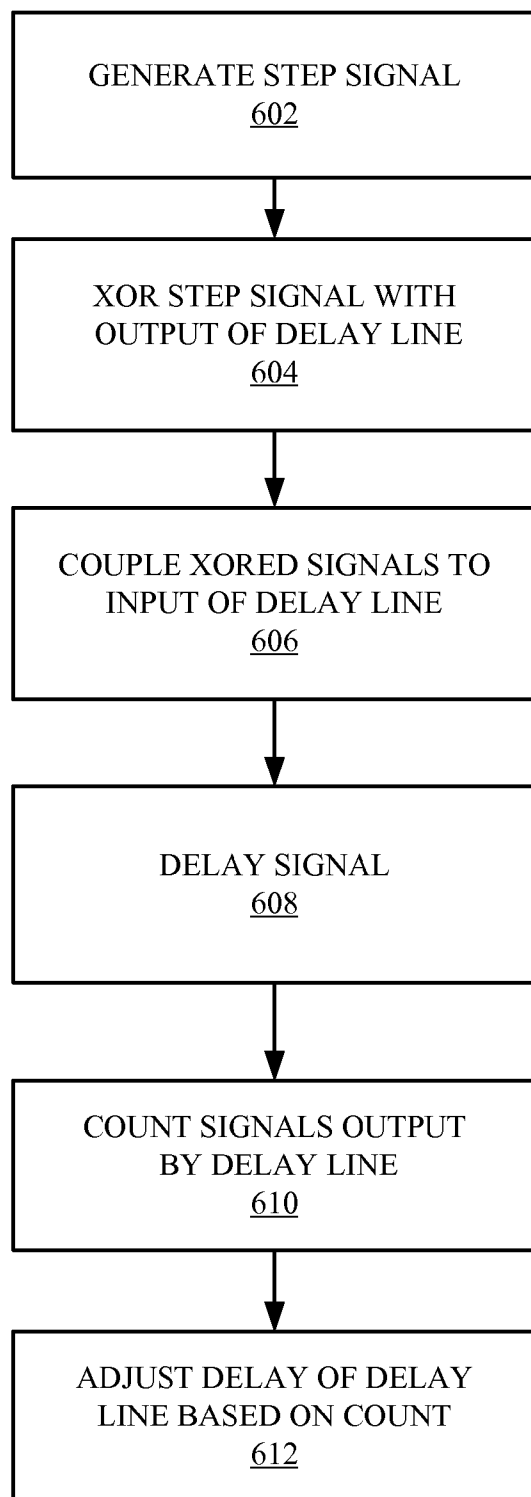 GENERATE STEP SIGNAL
602
XOR STEP SIGNAL WITH
OUTPUT OF DELAY LINE
604
COUPLE XORED SIGNALS TO
INPUT OF DELAY LINE
606
DELAY SIGNAL
608
COUNT SIGNALS OUTPUT
BY DELAY LINE
610
ADJUST DELAY OF DELAY
LINE BASED ON COUNT
612